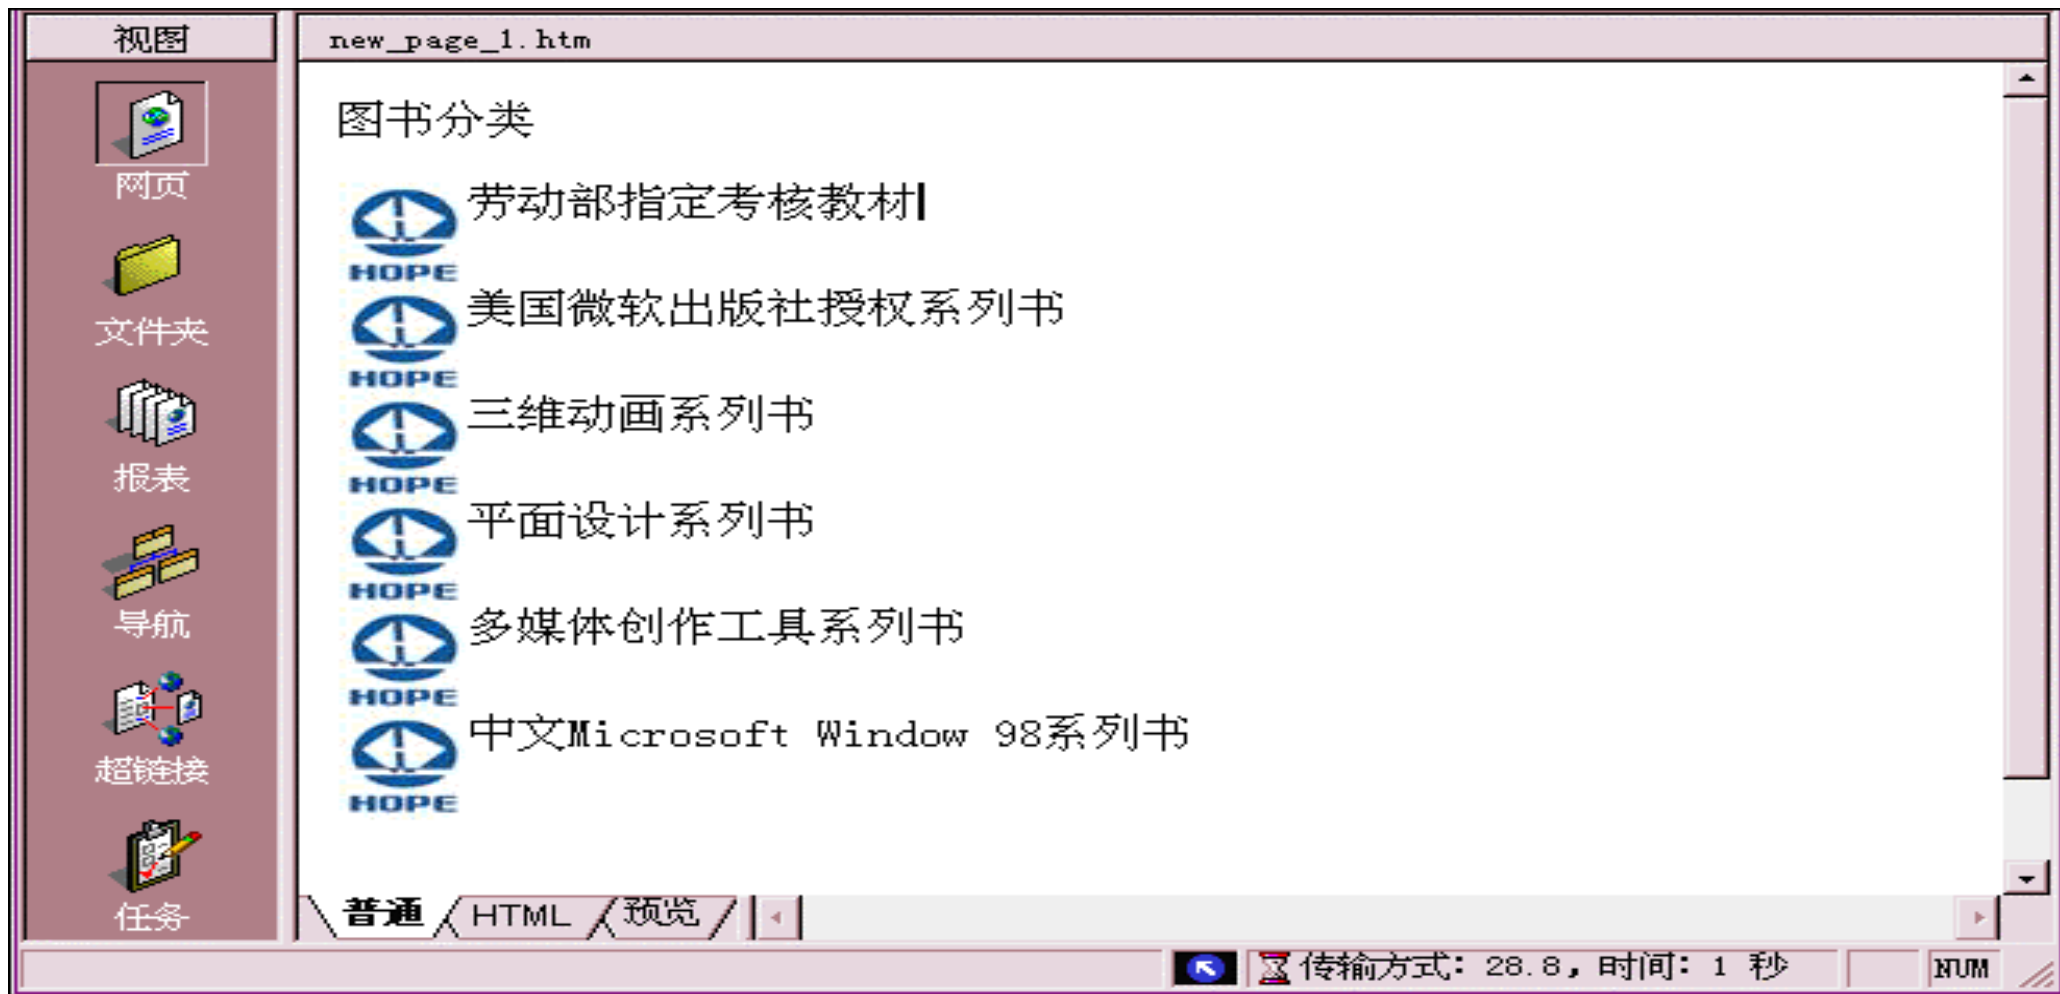 视图
new_page_1.htm
网页
文件夹
报表
导航
超链接
任务
图书分类
HOPE 劳动部指定考核教材
HOPE 美国微软出版社授权系列书
HOPE 三维动画系列书
HOPE 平面设计系列书
HOPE 多媒体创作工具系列书
HOPE 中文Microsoft Window 98系列书
普通 HTML 预览
传输方式: 28.8, 时间: 1 秒 NUM